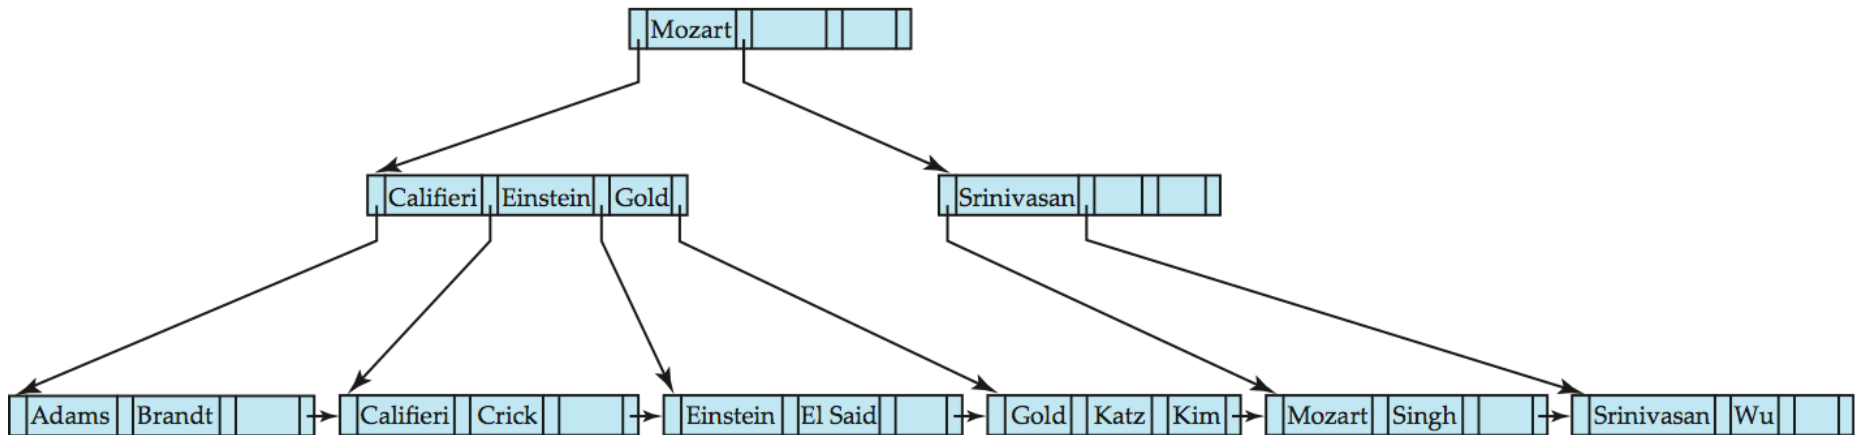 Mozart
Califieri Einstein Gold Srinivasan
Adams Brandt Califieri Crick Einstein El Said Gold Katz Kim Mozart Singh Srinivasan Wu